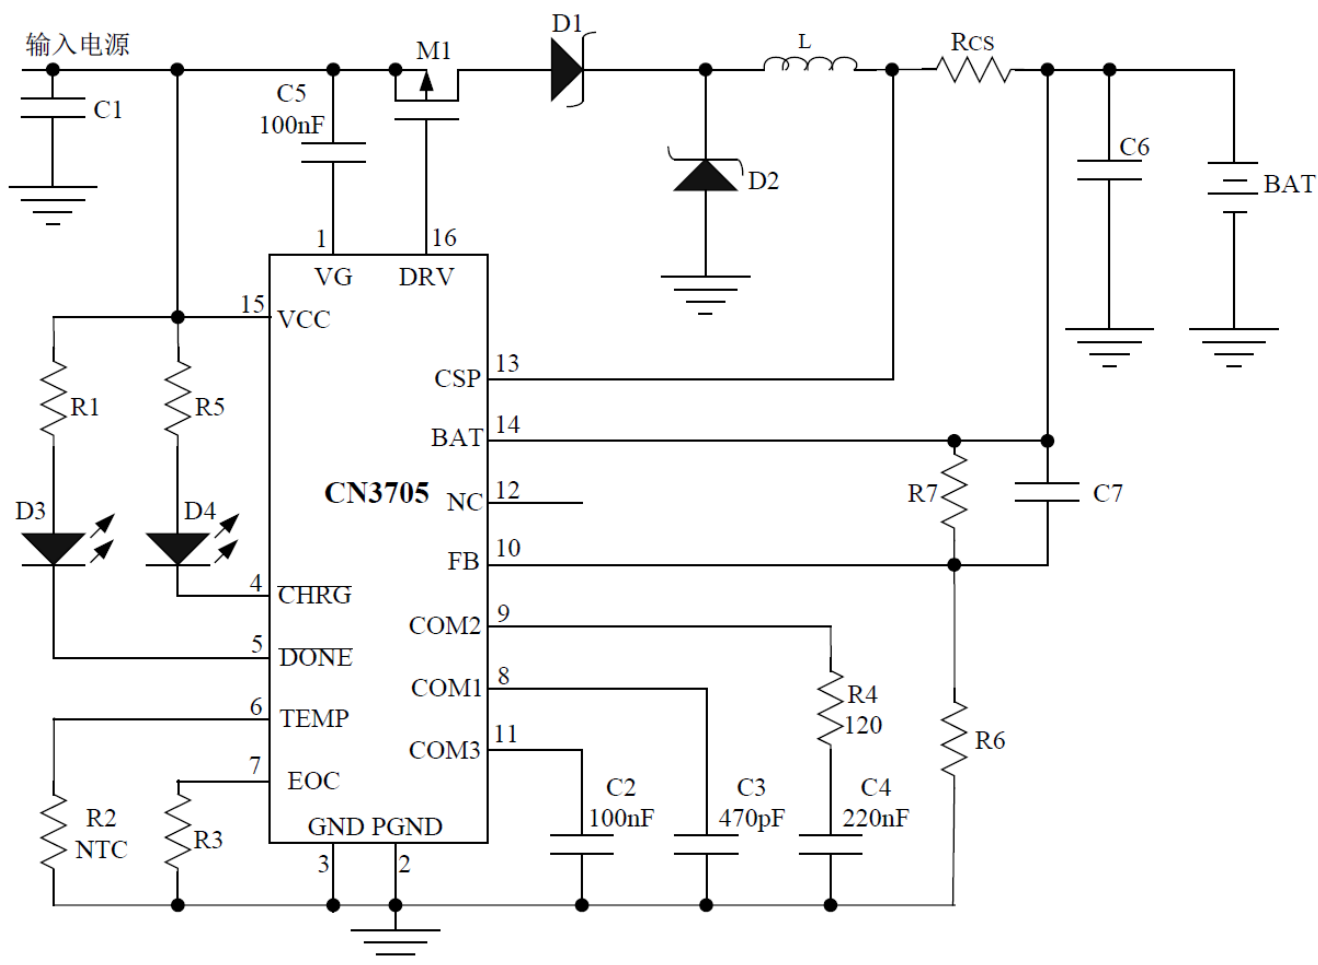 输入电源
M1
D1
L
RCS
C1
C5
100nF
D2
C6
BAT
1
16
VG
DRV
15
VCC
13
CSP
R1
R5
14
BAT
CN3705
12
NC
R7
C7
D3
D4
10
FB
4
CHRG
9
COM2
5
DONE
8
COM1
R4
120
6
TEMP
11
COM3
R6
7
EOC
R2
NTC
R3
C2
100nF
C3
470pF
C4
220nF
GND PGND
3
2